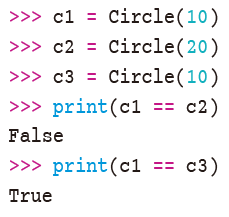 >>> c1 = Circle(10)
>>> c2 = Circle(20)
>>> c3 = Circle(10)
>>> print(c1 == c2)
False
>>> print(c1 == c3)
True